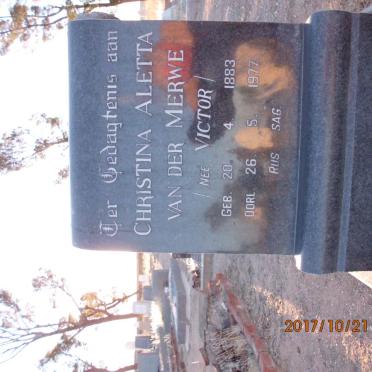 Ter Gedagtenis aan
CHRISTINA ALETTA
VAN DER MERWE
/ NEE VICTOR /
GEB. 20. 4. 1883
OORL. 26. 5. 1977
RUS SAG
2017/10/21